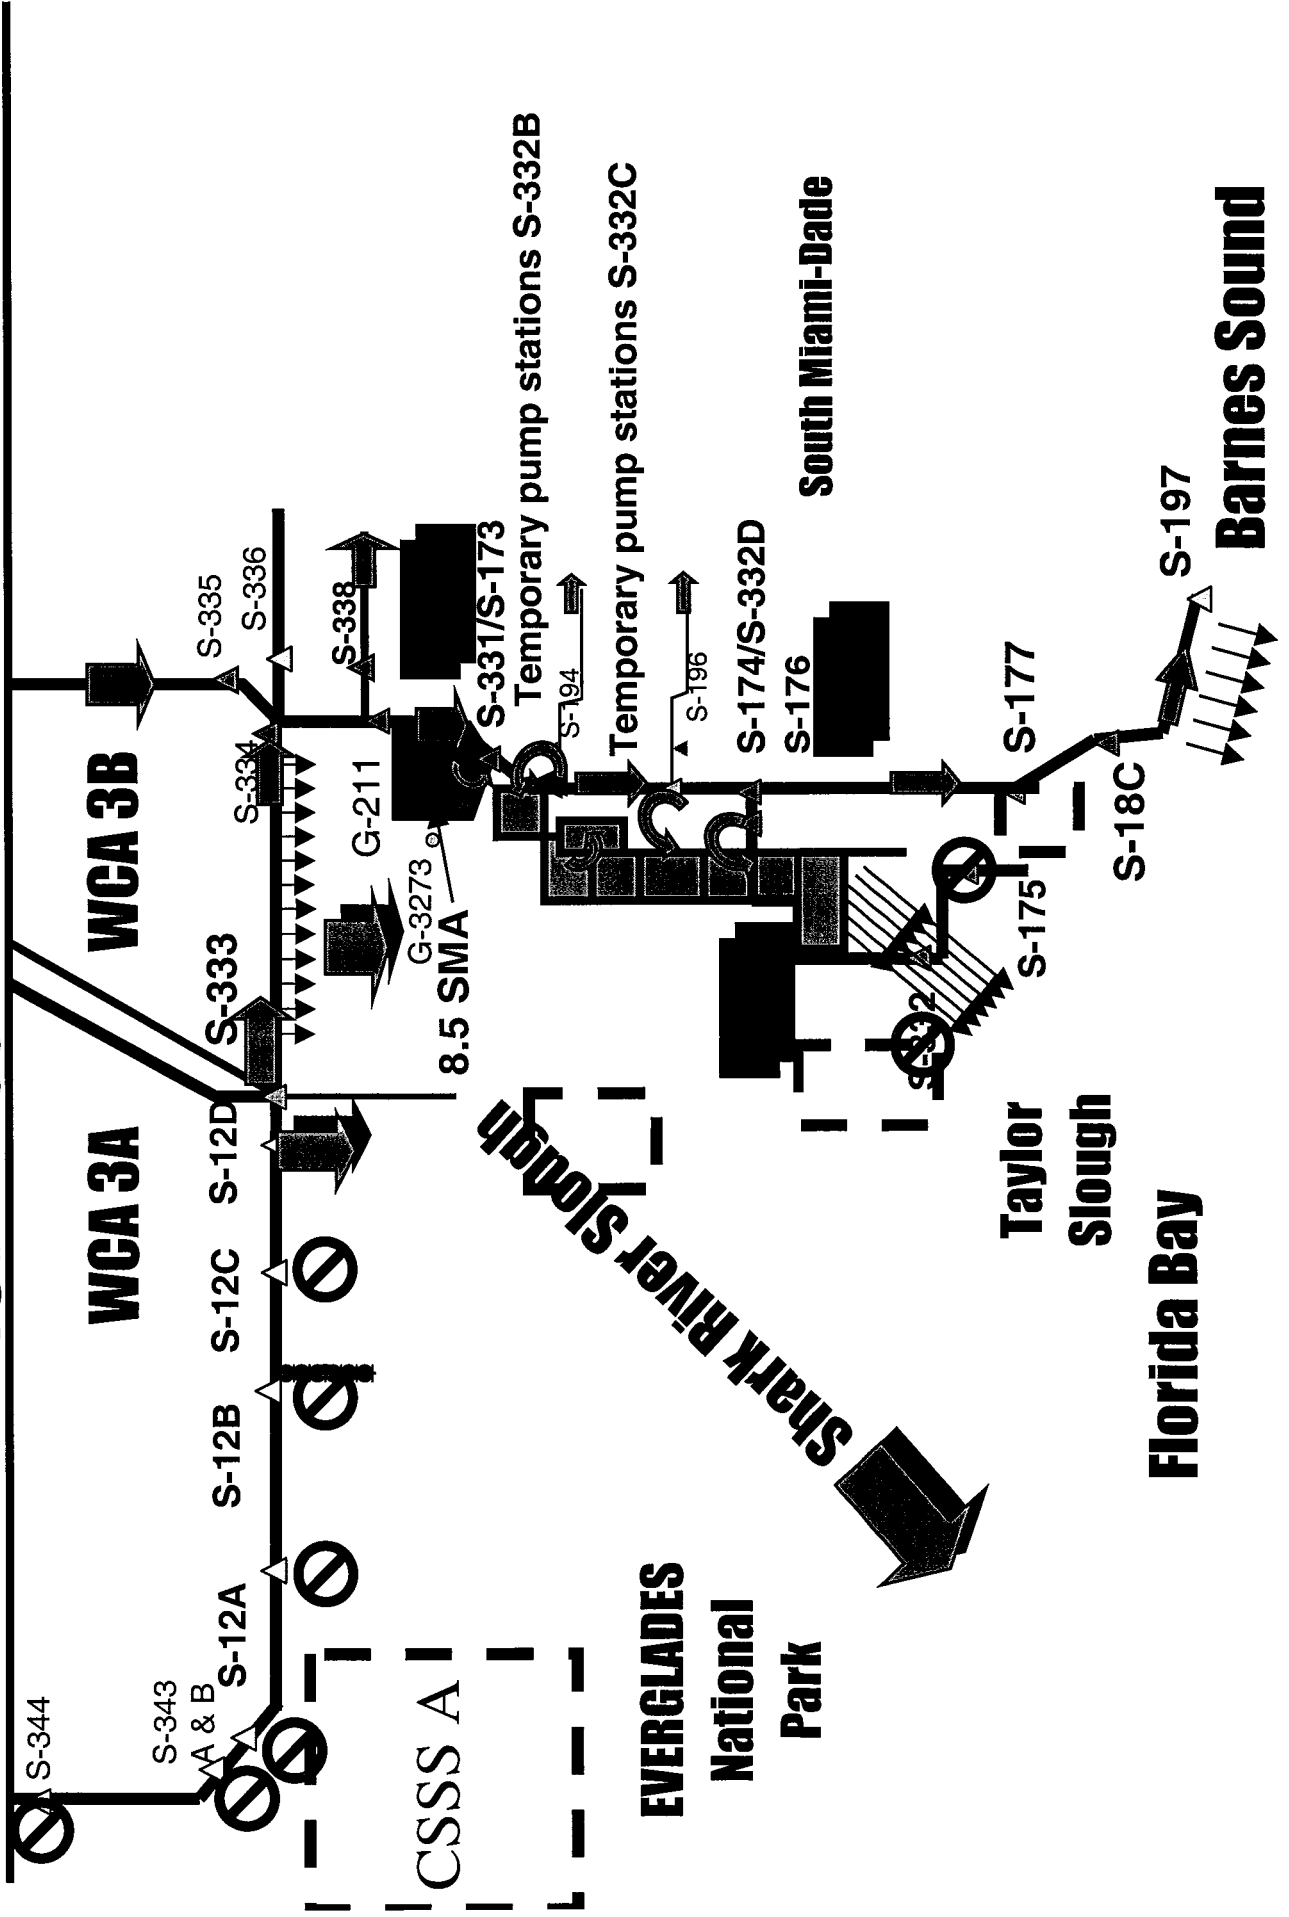 WCA 3A
WCA 3B
S-344
S-343
A & B
S-12A
S-12B
S-12C
S-12D
S-333
S-334
S-335
S-336
S-338
G-211
G-3273
8.5 SMA
S-331/S-173
Temporary pump stations S-332B
S-194
Temporary pump stations S-332C
S-196
S-174/S-332D
S-176
South Miami-Dade
S-177
S-175
S-332
S-18C
S-197
Barnes Sound
CSSS A
EVERGLADES
National
Park
Shark River Slough
Taylor
Slough
Florida Bay